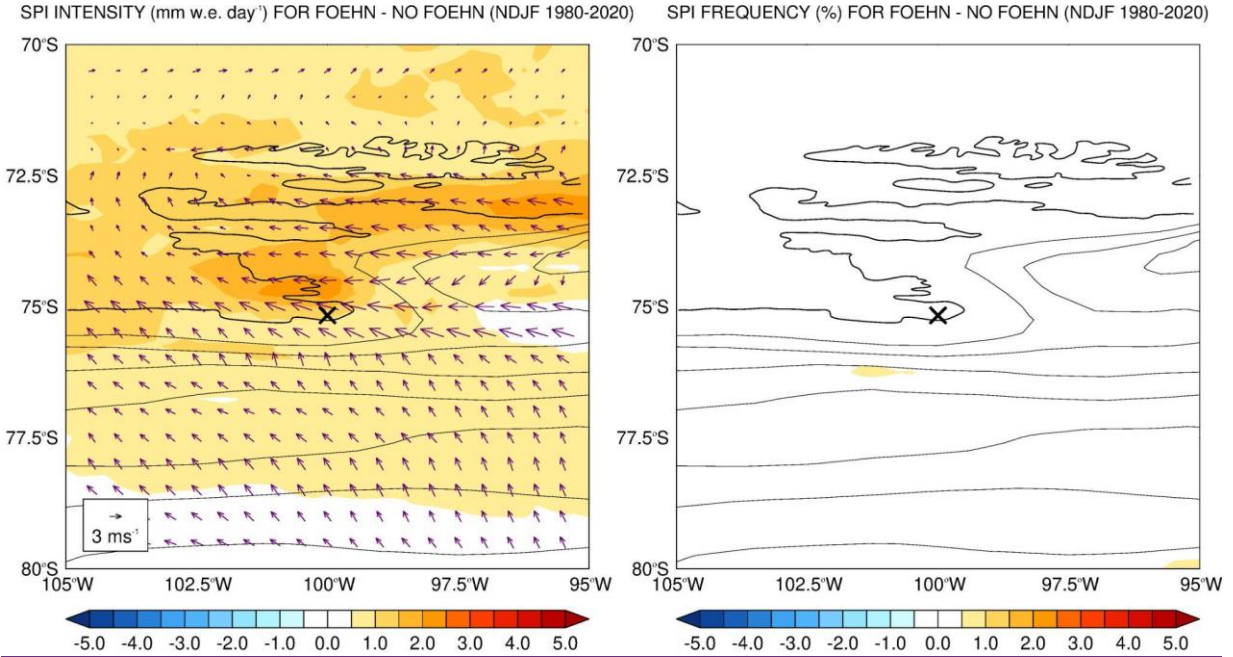 SPI INTENSITY (mm w.e. day⁻¹) FOR FOEHN - NO FOEHN (NDJF 1980-2020)
70°S
72.5°S
75°S
77.5°S
80°S
3 ms⁻¹
105°W 102.5°W 100°W 97.5°W 95°W
-5.0 -4.0 -3.0 -2.0 -1.0 0.0 1.0 2.0 3.0 4.0 5.0
SPI FREQUENCY (%) FOR FOEHN - NO FOEHN (NDJF 1980-2020)
70°S
72.5°S
75°S
77.5°S
80°S
105°W 102.5°W 100°W 97.5°W 95°W
-5.0 -4.0 -3.0 -2.0 -1.0 0.0 1.0 2.0 3.0 4.0 5.0